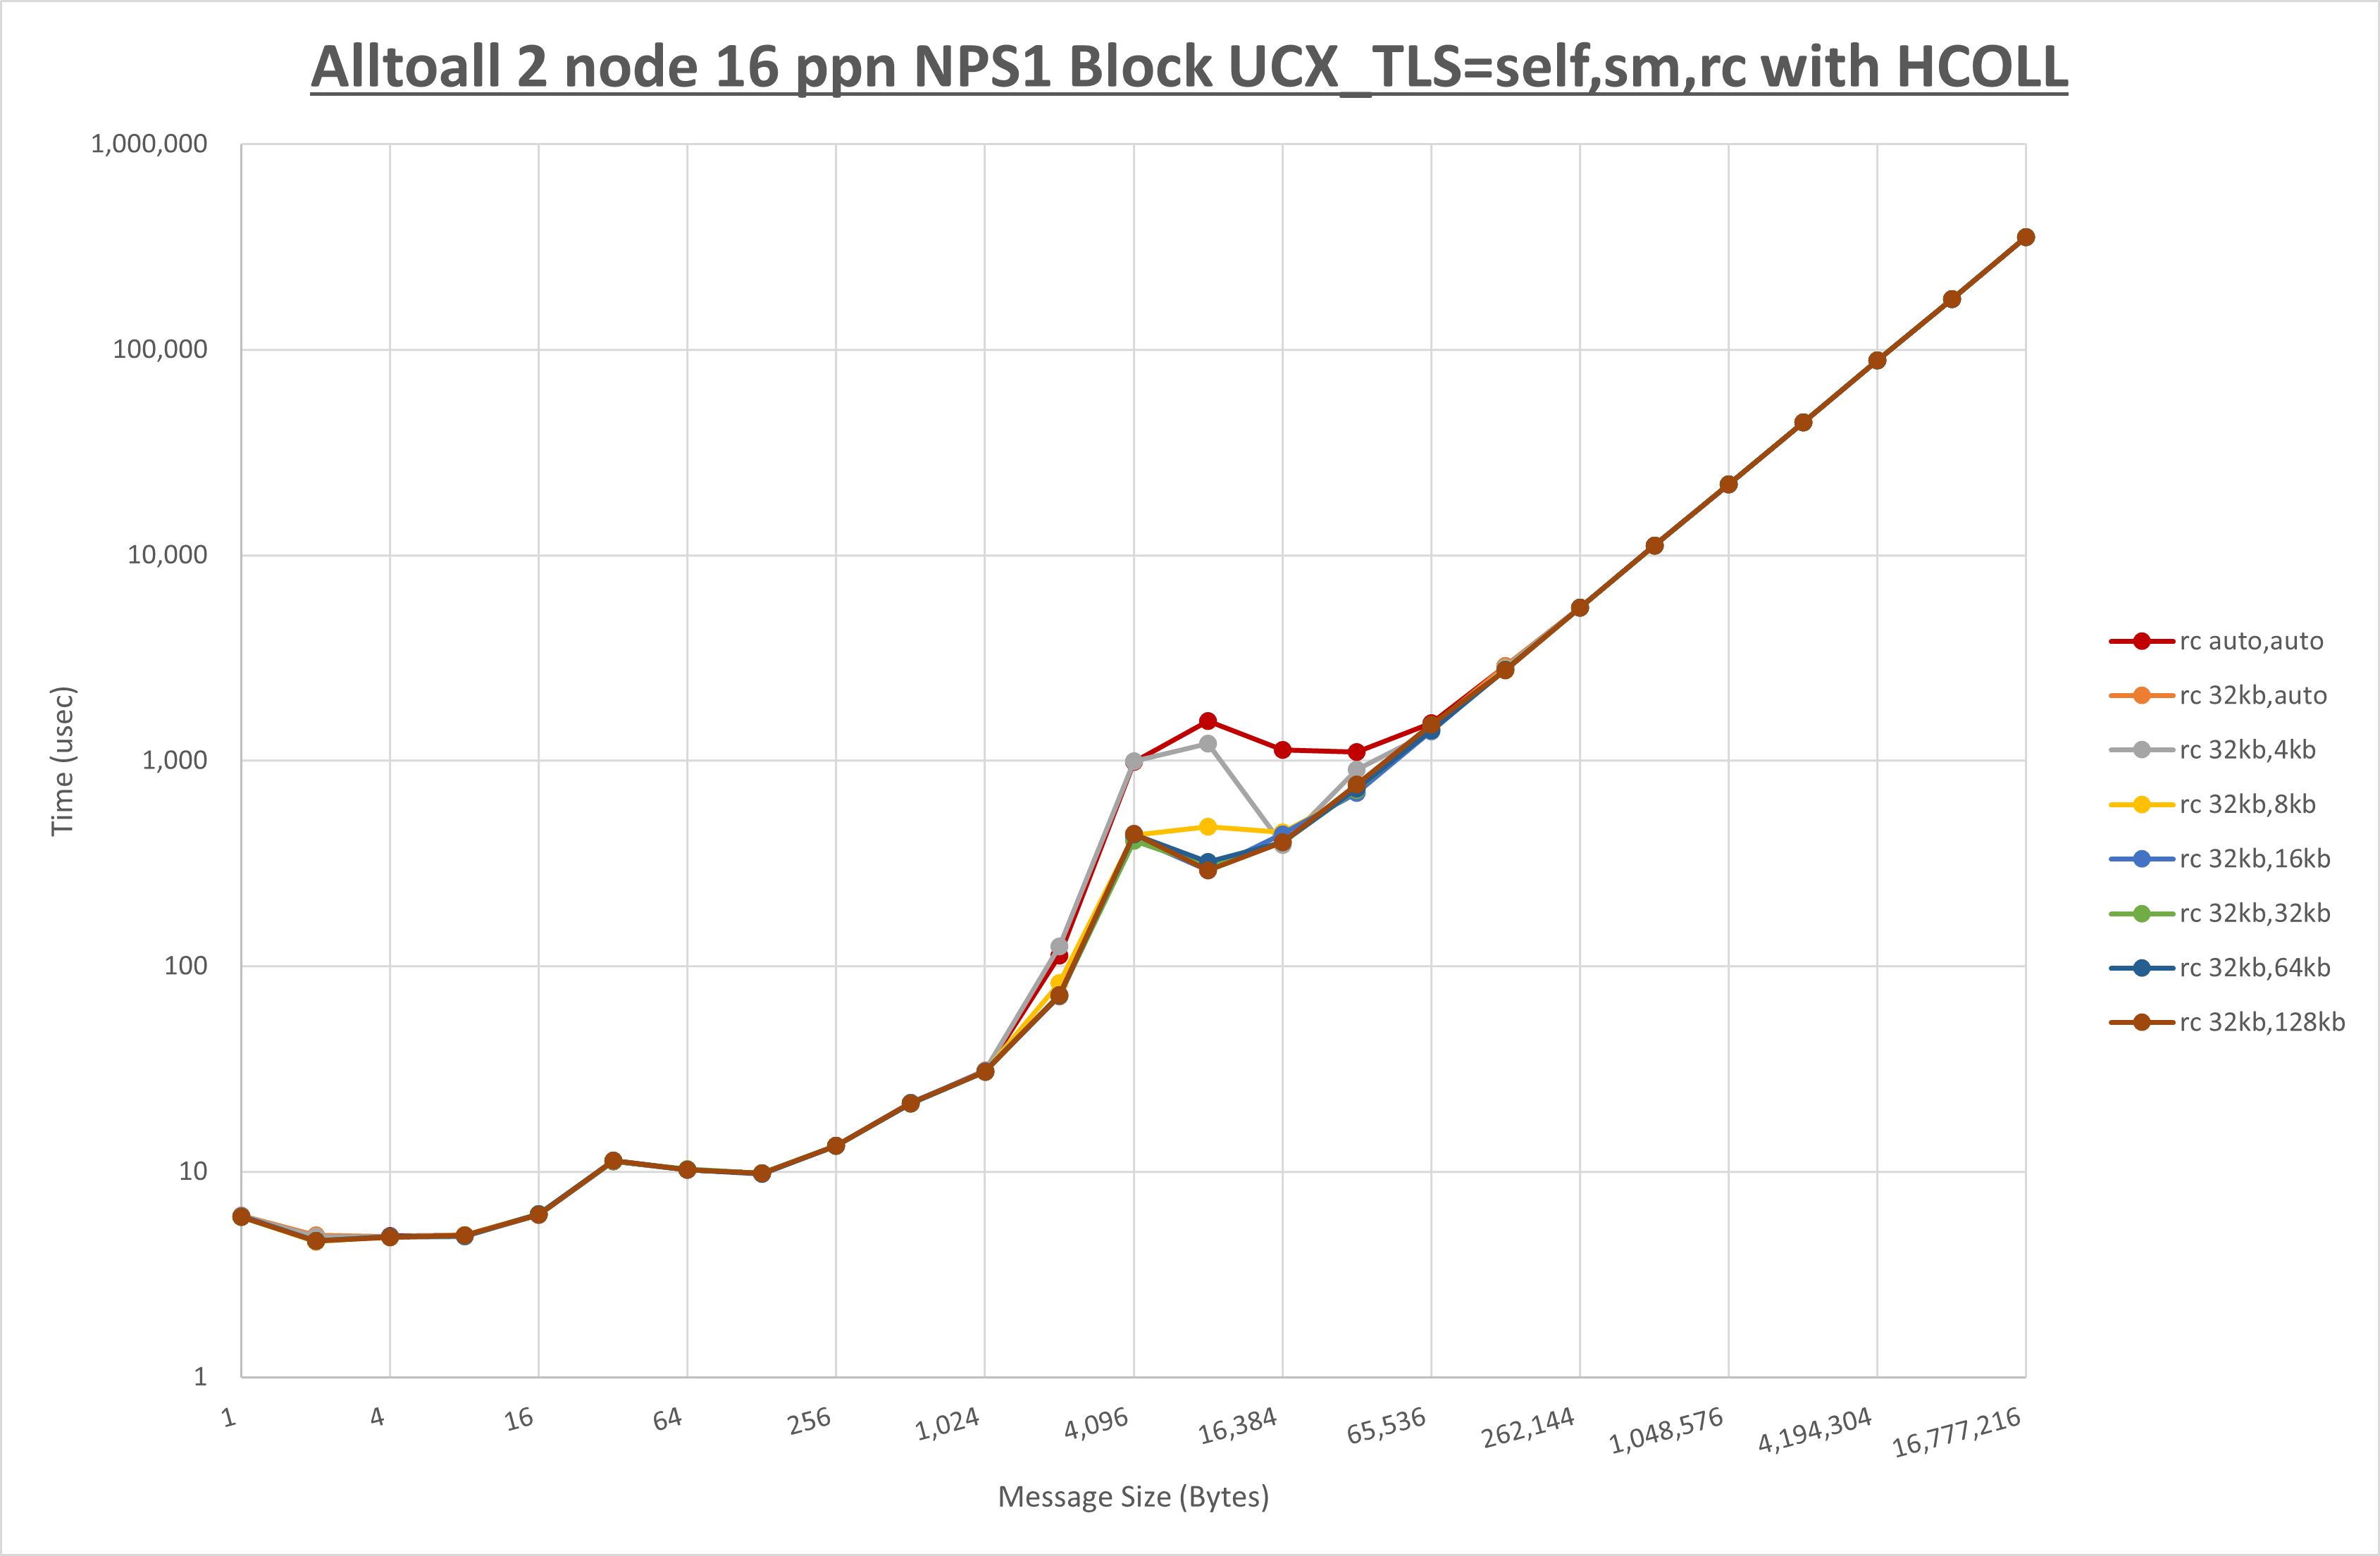 Alltoall 2 node 16 ppn NPS1 Block UCX_TLS=self,sm,rc with HCOLL
1,000,000
100,000
10,000
1,000
100
10
1
Time (usec)
1
4
16
64
256
1,024
4,096
16,384
65,536
262,144
1,048,576
4,194,304
16,777,216
Message Size (Bytes)
rc auto,auto
rc 32kb,auto
rc 32kb,4kb
rc 32kb,8kb
rc 32kb,16kb
rc 32kb,32kb
rc 32kb,64kb
rc 32kb,128kb